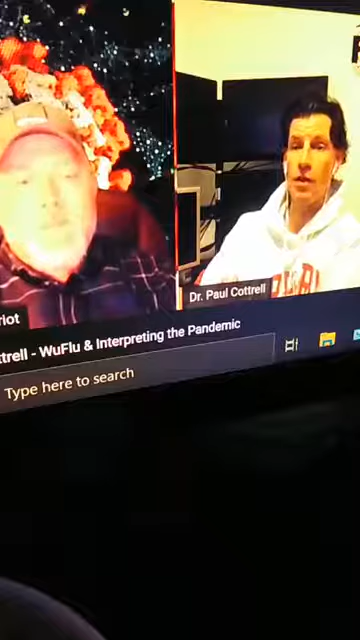 Dr. Paul Cottrell
riot
ttrell - WuFlu & Interpreting the Pandemic
Type here to search